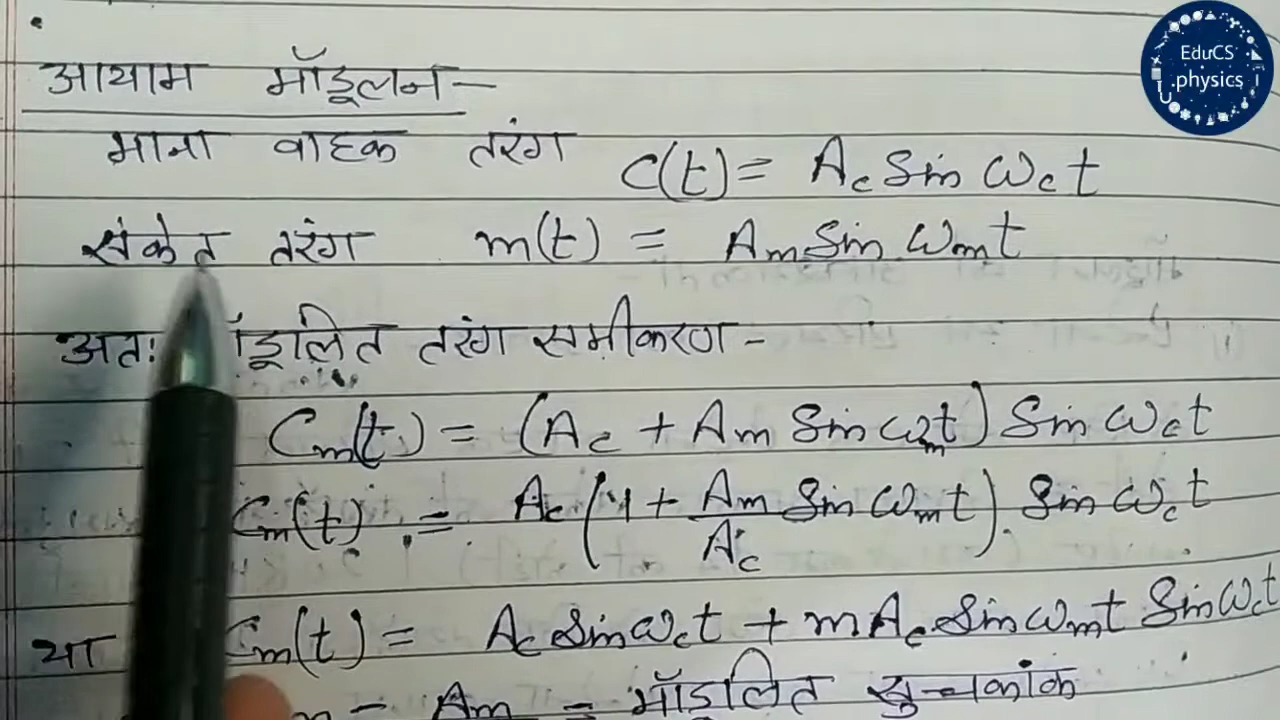 EduCS
physics
आयाम मॉडूलन-
माना वाहक तरंग C(t) = Ac Sin ωct
संकेत तरंग m(t) = Am Sin ωmt
अतः मॉडूलित तरंग समीकरण -
Cm(t) = (Ac + Am Sin ωmt) Sin ωct
Cm(t) = Ac (1 + Am/Ac Sin ωmt). Sin ωct
या Cm(t) = Ac Sin ωct + m Ac Sin ωmt Sin ωct
= Am = मॉडूलित सूचकांक